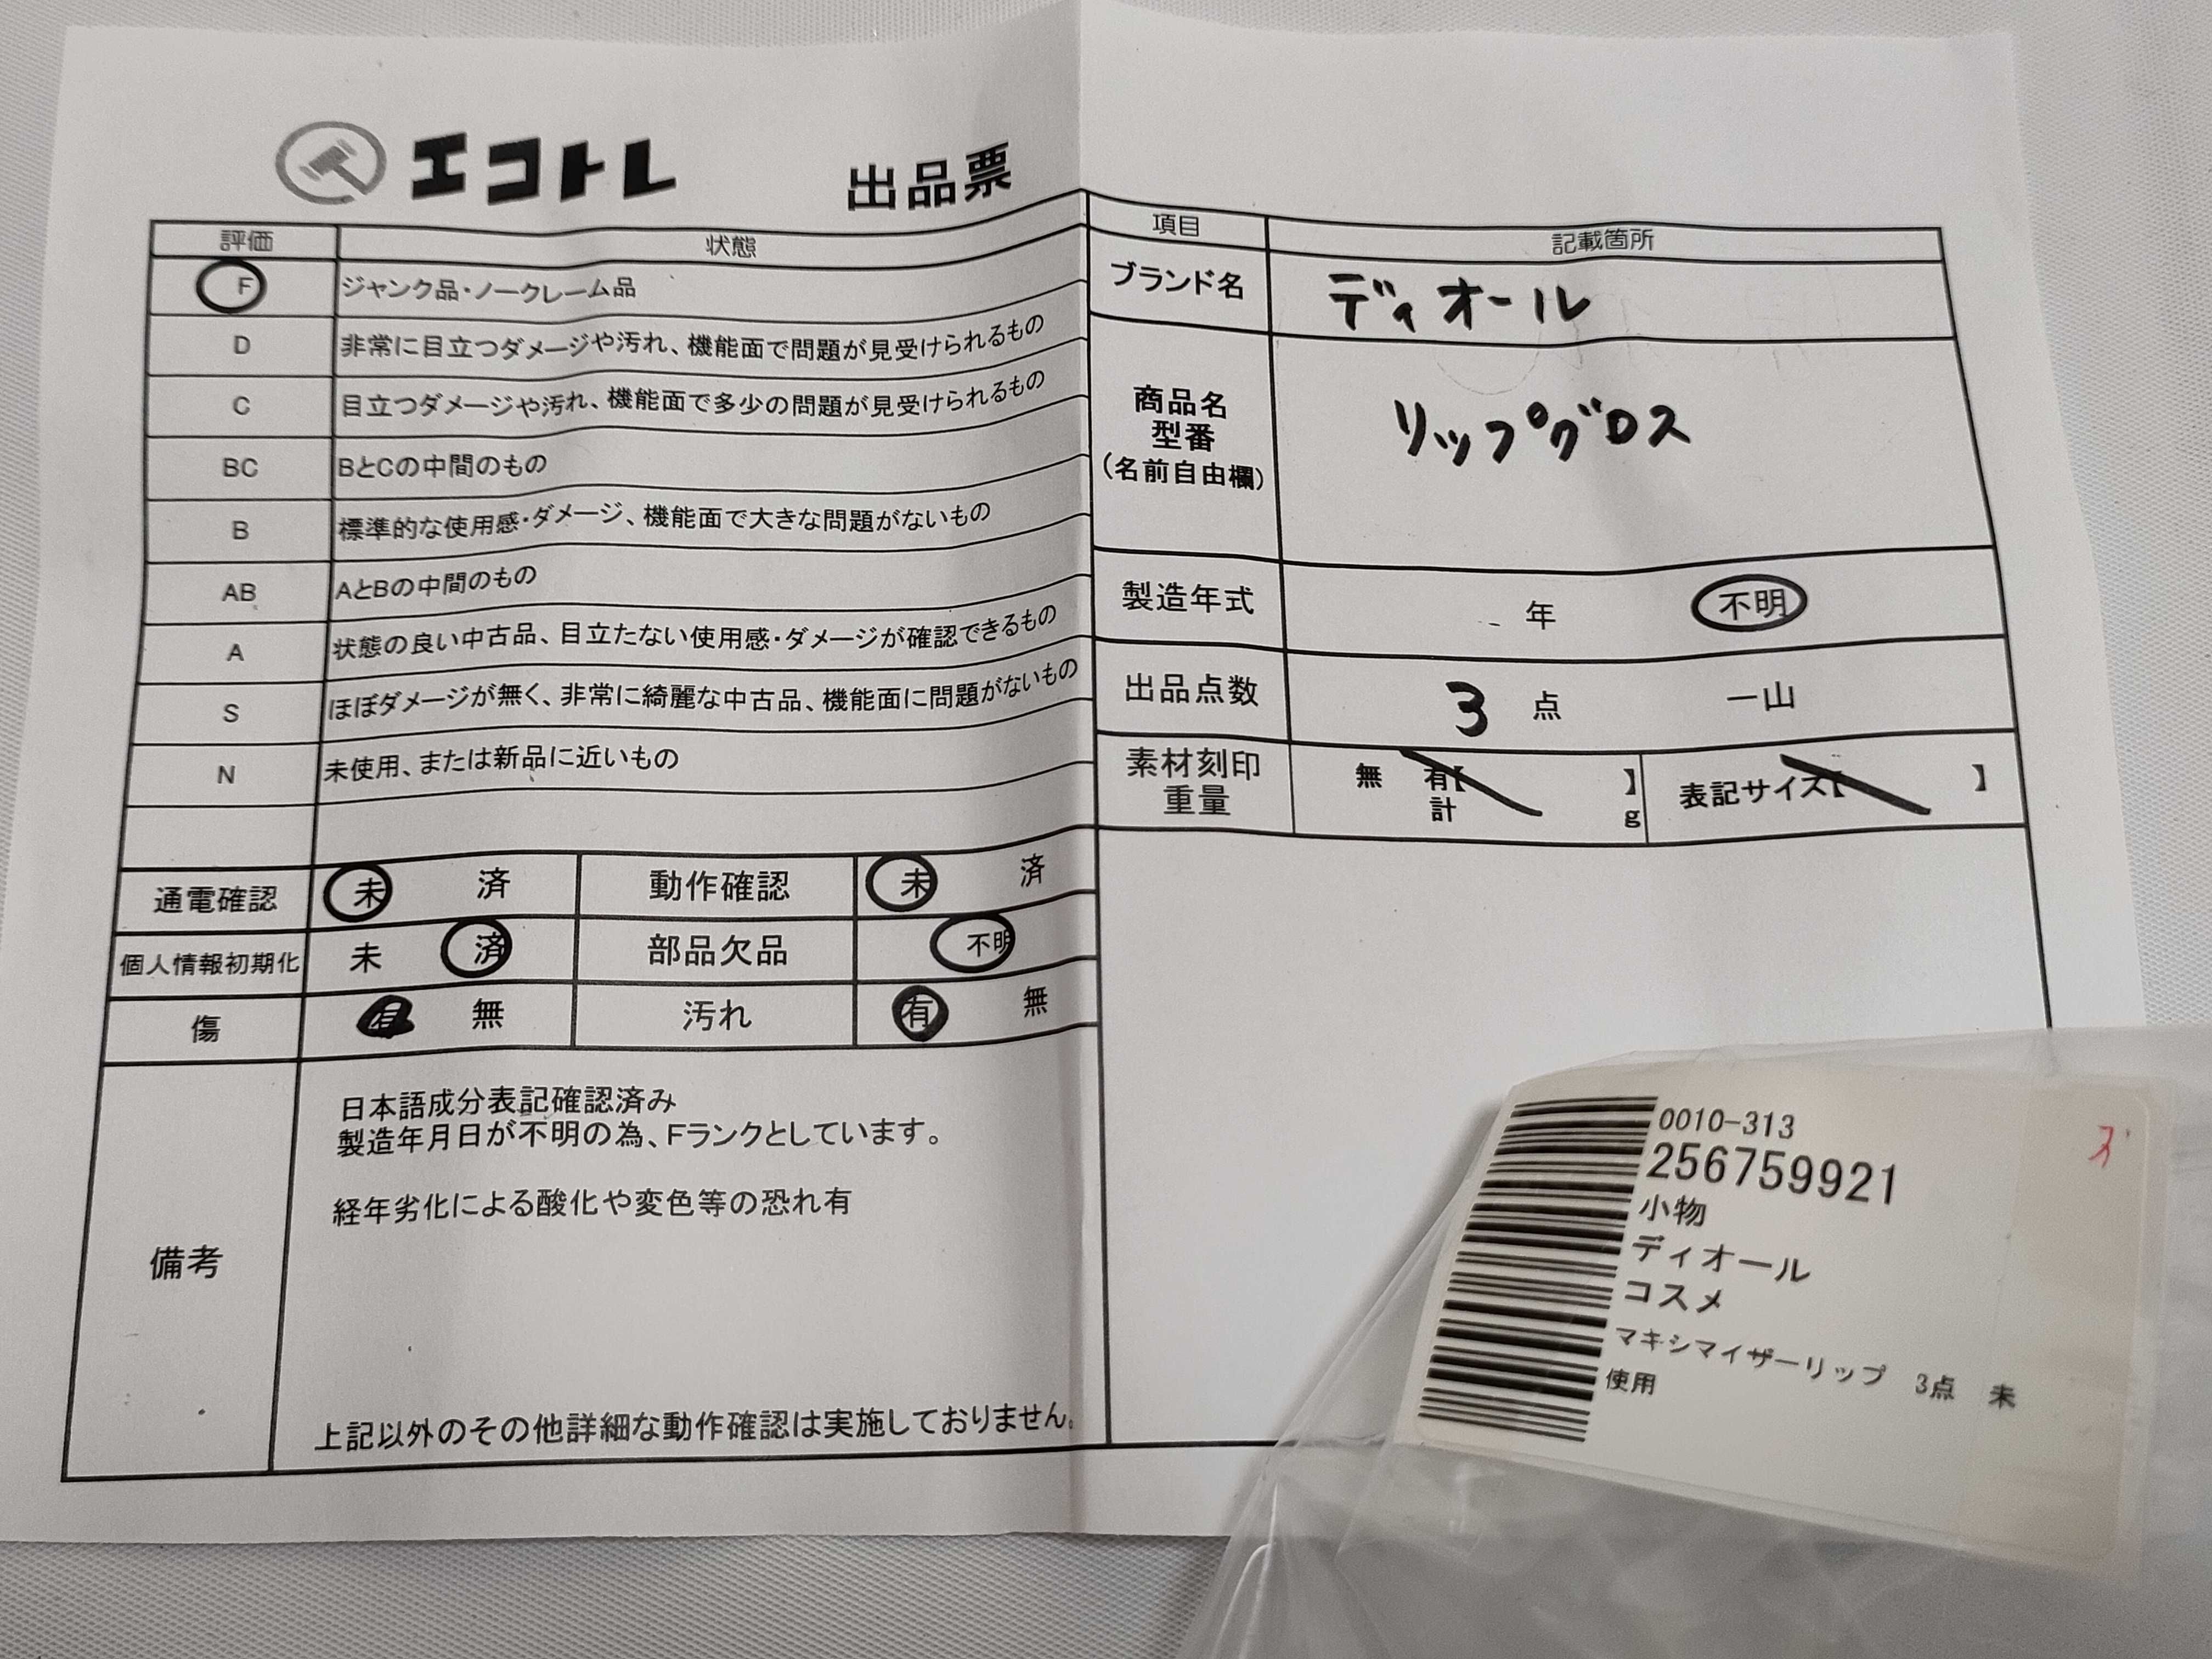 エコトレ 出品票
評価 状態
F ジャンク品・ノークレーム品
D 非常に目立つダメージや汚れ、機能面で問題が見受けられるもの
C 目立つダメージや汚れ、機能面で多少の問題が見受けられるもの
BC BとCの中間のもの
B 標準的な使用感・ダメージ、機能面で大きな問題がないもの
AB AとBの中間のもの
A 状態の良い中古品、目立たない使用感・ダメージが確認できるもの
S ほぼダメージが無く、非常に綺麗な中古品、機能面に問題がないもの
N 未使用、または新品に近いもの
通電確認 未 済 動作確認 未 済
個人情報初期化 未 済 部品欠品 不明
傷 有 無 汚れ 有 無
備考
日本語成分表記確認済み
製造年月日が不明の為、Fランクとしています。
経年劣化による酸化や変色等の恐れ有
上記以外のその他詳細な動作確認は実施しておりません。
項目 記載箇所
ブランド名 ディオール
商品名
型番
(名前自由欄)
リップグロス
製造年式 年 不明
出品点数 3 点 一山
素材刻印
重量
無 有【 】
計 g
表記サイズ【 】
0010-313
256759921
小物
ディオール
コスメ
マキシマイザーリップ 3点 未
使用